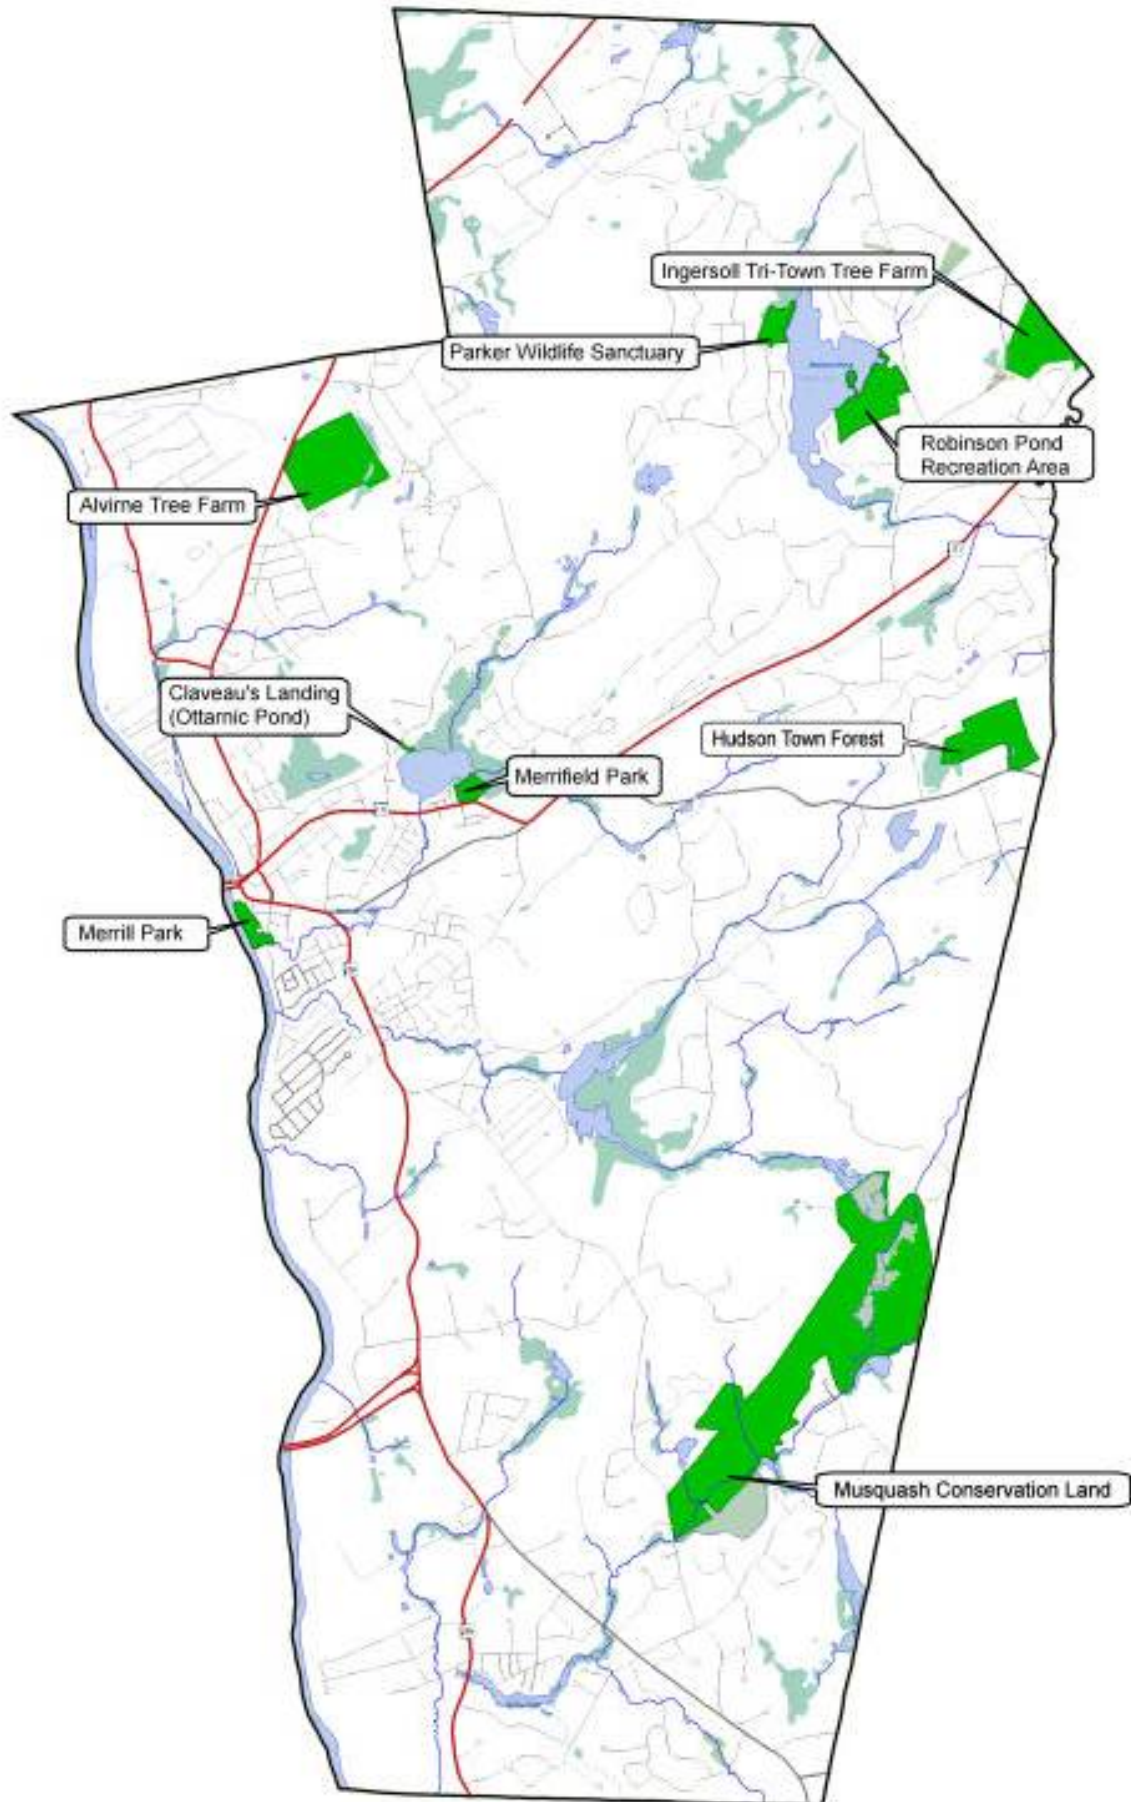 Ingersoll Tri-Town Tree Farm
Parker Wildlife Sanctuary
Robinson Pond
Recreation Area
Alvirne Tree Farm
Claveau's Landing
(Ottarnic Pond)
Hudson Town Forest
Merrifield Park
Merrill Park
Musquash Conservation Land